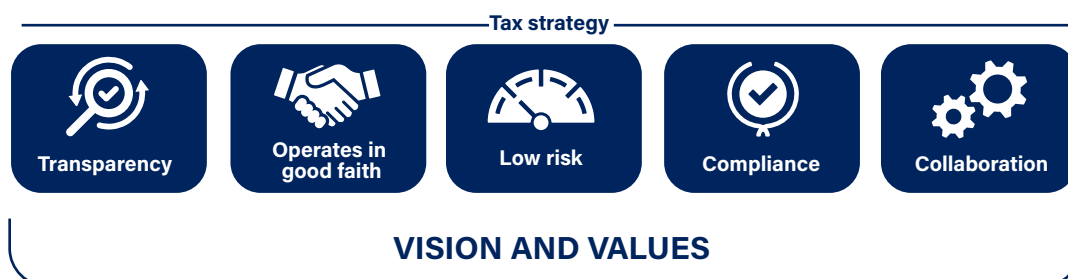 Tax strategy
Transparency
Operates in
good faith
Low risk
Compliance
Collaboration
VISION AND VALUES